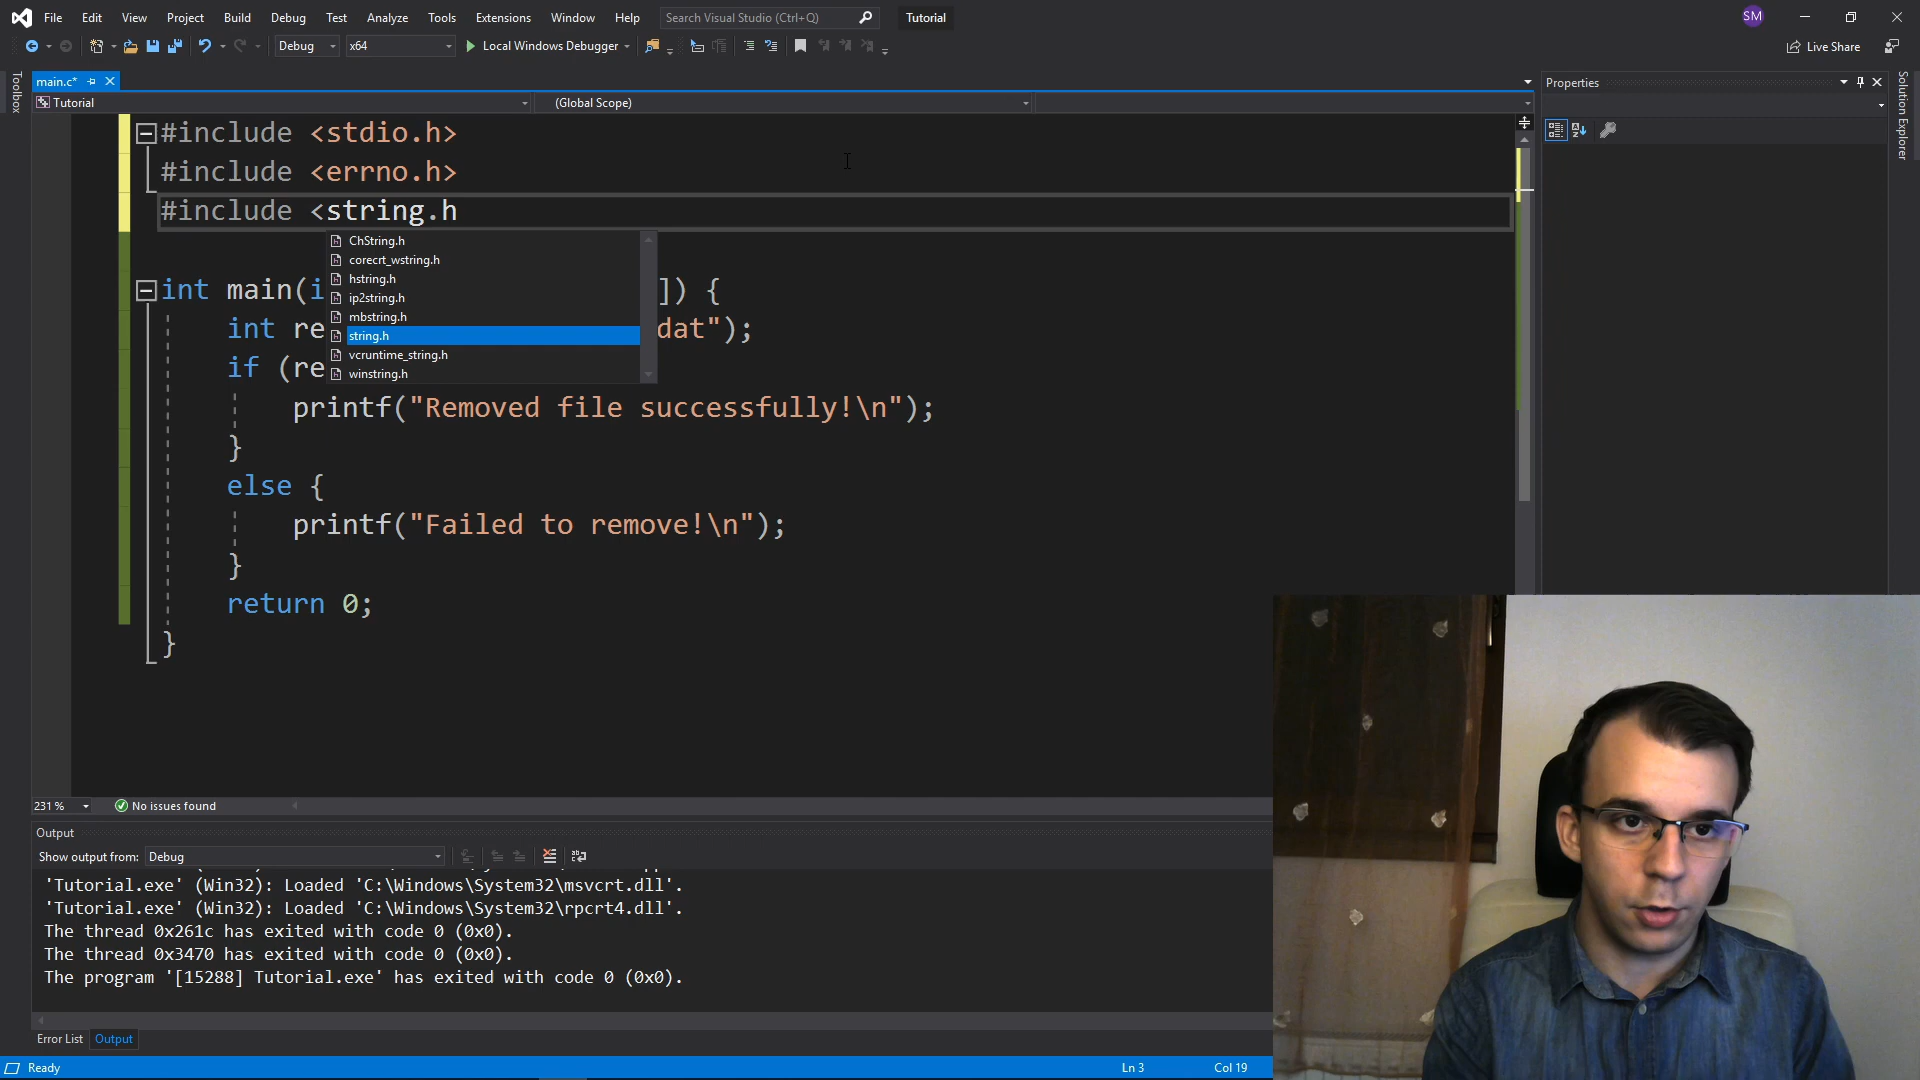 File Edit View Project Build Debug Test Analyze Tools Extensions Window Help Search Visual Studio (Ctrl+Q) Tutorial SM
Debug x64 Local Windows Debugger Live Share
main.c*
Tutorial (Global Scope)
Toolbox
#include <stdio.h>
#include <errno.h>
#include <string.h
ChString.h
corecrt_wstring.h
hstring.h
ip2string.h
mbstring.h
string.h
vcruntime_string.h
winstring.h
int main(i ]) {
int re dat");
if (re
printf("Removed file successfully!\n");
}
else {
printf("Failed to remove!\n");
}
return 0;
}
Properties
Solution Explorer
231 % No issues found
Output
Show output from: Debug
'Tutorial.exe' (Win32): Loaded 'C:\Windows\System32\msvcrt.dll'.
'Tutorial.exe' (Win32): Loaded 'C:\Windows\System32\rpcrt4.dll'.
The thread 0x261c has exited with code 0 (0x0).
The thread 0x3470 has exited with code 0 (0x0).
The program '[15288] Tutorial.exe' has exited with code 0 (0x0).
Error List Output
Ready Ln 3 Col 19